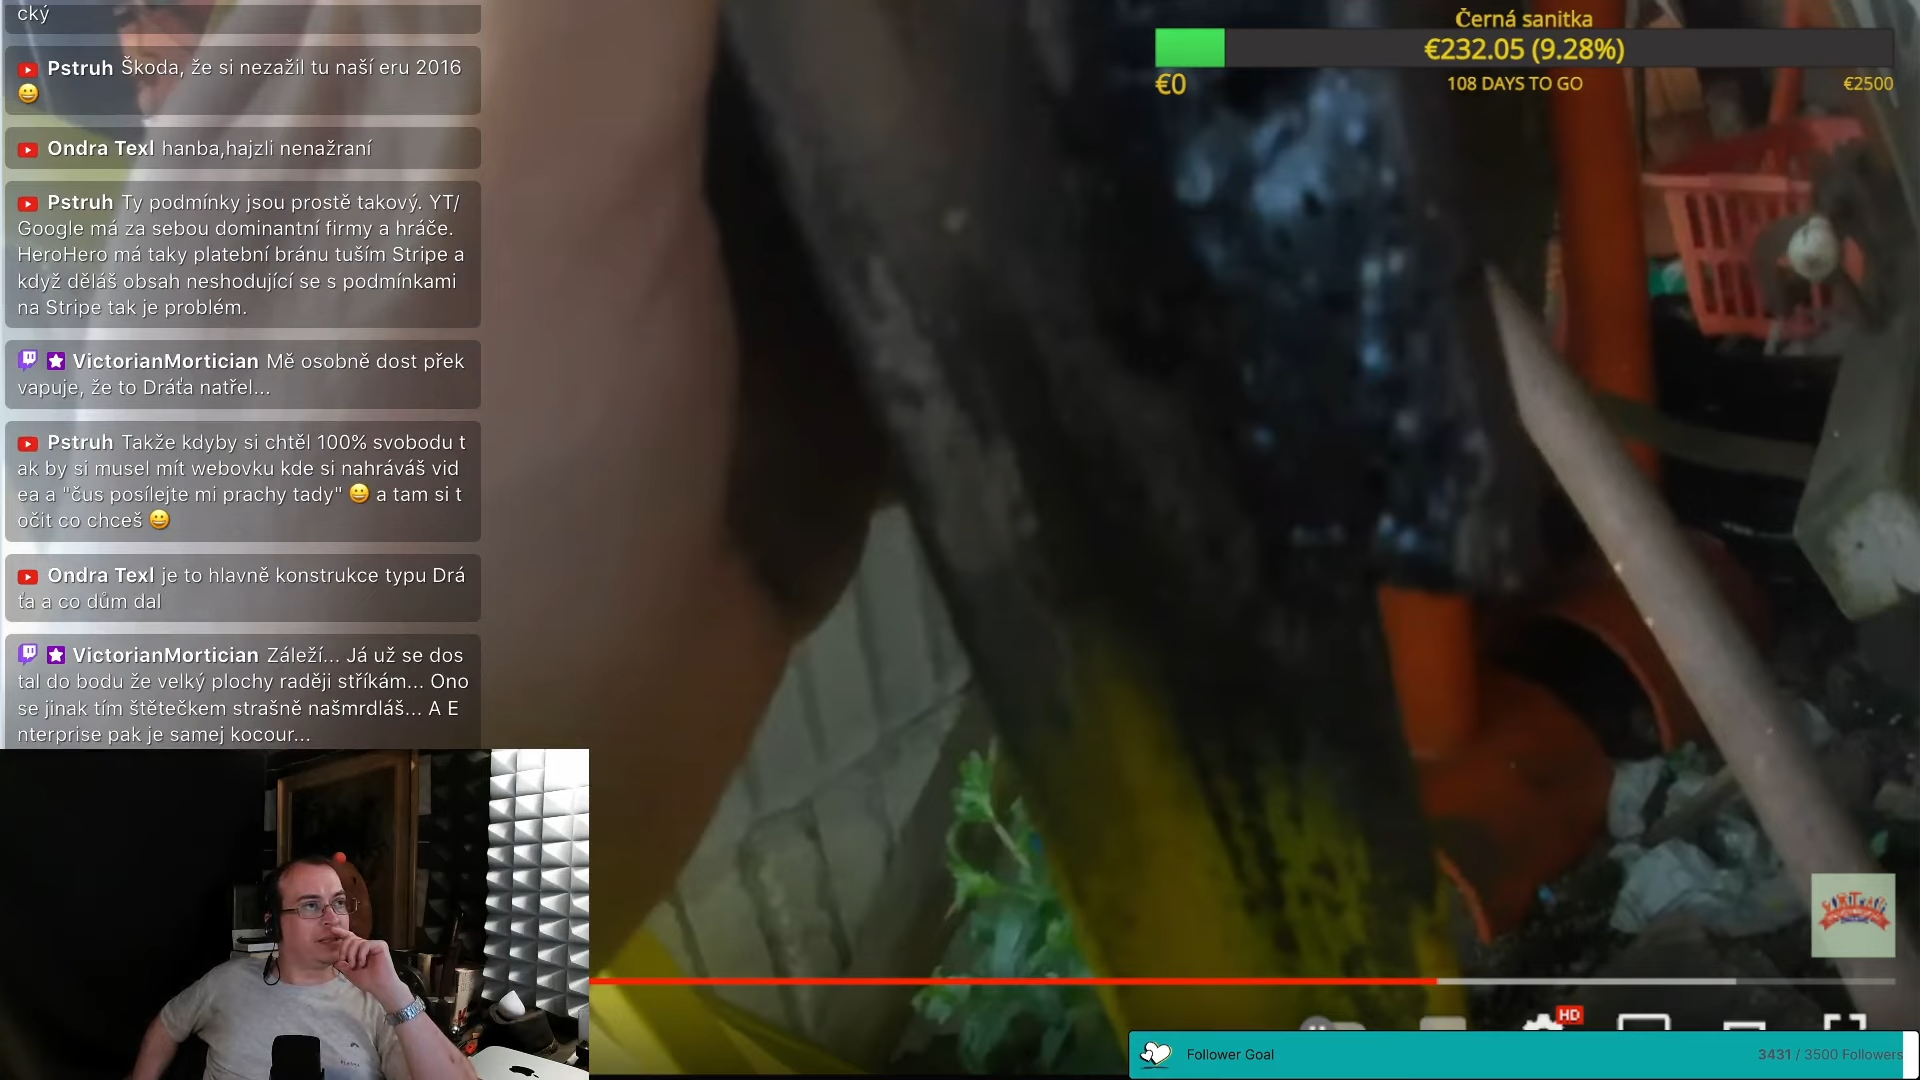 cký
Pstruh Škoda, že si nezažil tu naší eru 2016
😀
Ondra Texl hanba,hajzli nenažraní
Pstruh Ty podmínky jsou prostě takový. YT/
Google má za sebou dominantní firmy a hráče.
HeroHero má taky platební bránu tuším Stripe a
když děláš obsah neshodující se s podmínkami
na Stripe tak je problém.
VictorianMortician Mě osobně dost přek
vapuje, že to Dráťa natřel...
Pstruh Takže kdyby si chtěl 100% svobodu t
ak by si musel mít webovku kde si nahráváš vid
ea a "čus posílejte mi prachy tady" 😀 a tam si t
očit co chceš 😀
Ondra Texl je to hlavně konstrukce typu Drá
ťa a co dům dal
VictorianMortician Záleží... Já už se dos
tal do bodu že velký plochy raději stříkám... Ono
se jinak tím štětečkem strašně našmrdláš... A E
nterprise pak je samej kocour...
Černá sanitka
€232.05 (9.28%)
€0
108 DAYS TO GO
€2500
HD
Follower Goal
3431 / 3500 Followers